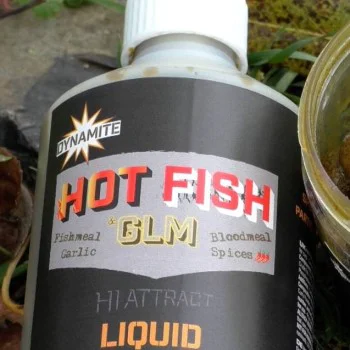 DYNAMITE
HOT FISH
Fishmeal & GLM Bloodmeal
Garlic Spices
HI ATTRACT
LIQUID